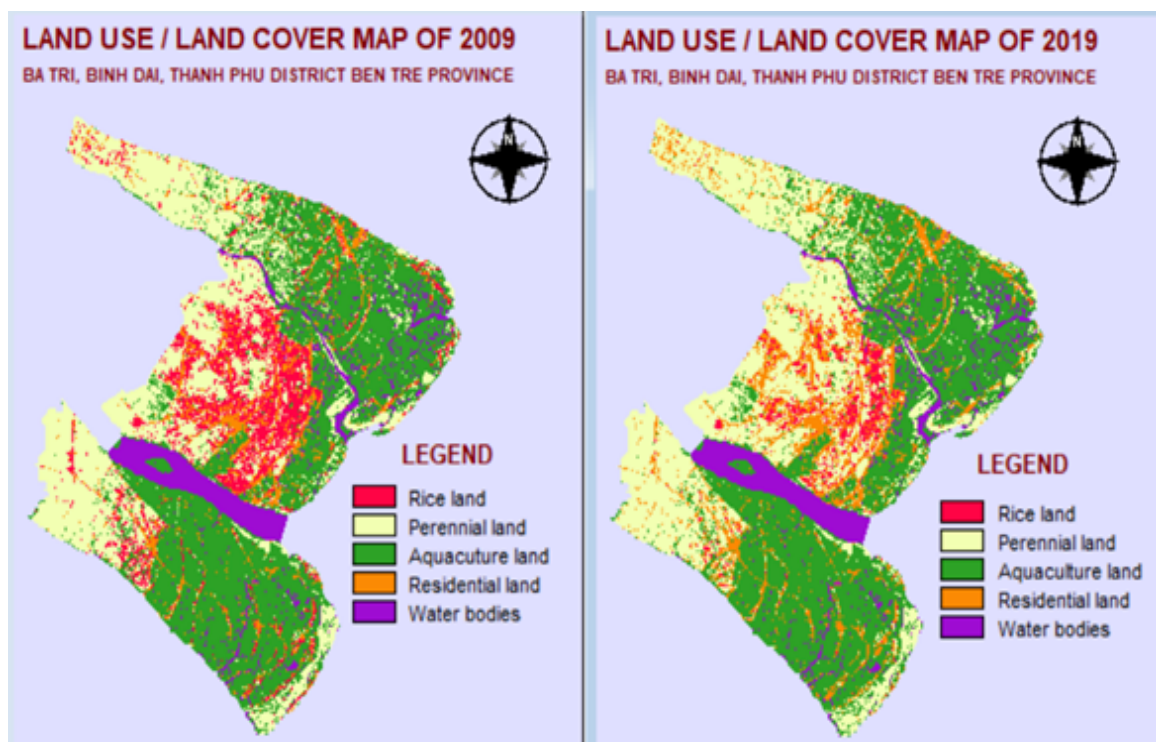 LAND USE / LAND COVER MAP OF 2009
BA TRI, BINH DAI, THANH PHU DISTRICT BEN TRE PROVINCE
N
LEGEND
Rice land
Perennial land
Aquacuture land
Residential land
Water bodies
LAND USE / LAND COVER MAP OF 2019
BA TRI, BINH DAI, THANH PHU DISTRICT BEN TRE PROVINCE
N
LEGEND
Rice land
Perennial land
Aquaculture land
Residential land
Water bodies